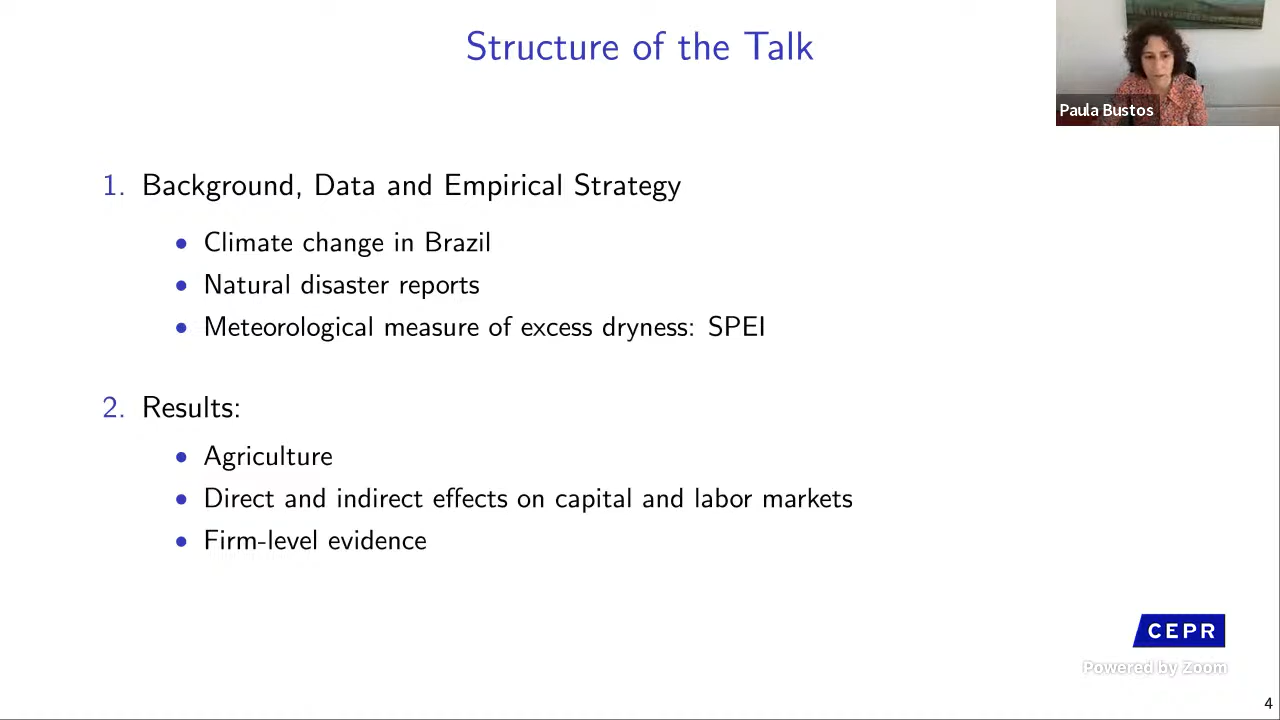 Structure of the Talk
Paula Bustos
1. Background, Data and Empirical Strategy
• Climate change in Brazil
• Natural disaster reports
• Meteorological measure of excess dryness: SPEI
2. Results:
• Agriculture
• Direct and indirect effects on capital and labor markets
• Firm-level evidence
CEPR
Powered by Zoom
4